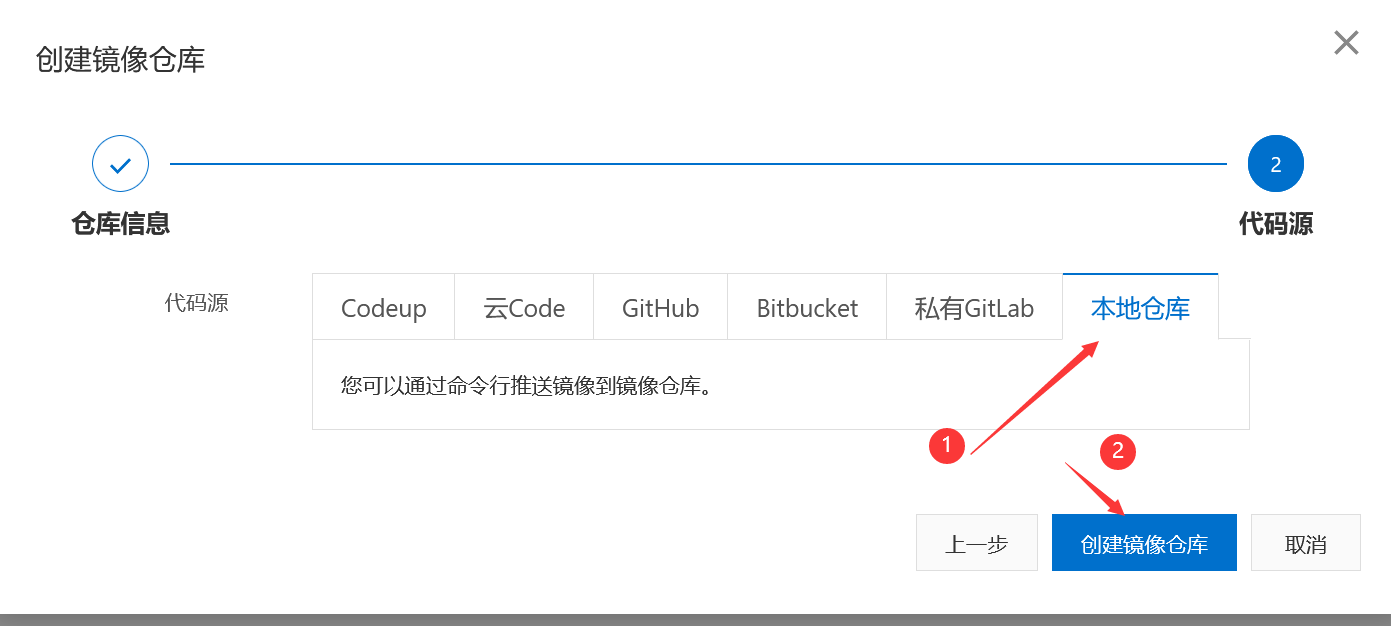 创建镜像仓库
2
仓库信息
代码源
代码源
Codeup
云Code
GitHub
Bitbucket
私有GitLab
本地仓库
您可以通过命令行推送镜像到镜像仓库。
1
2
上一步
创建镜像仓库
取消